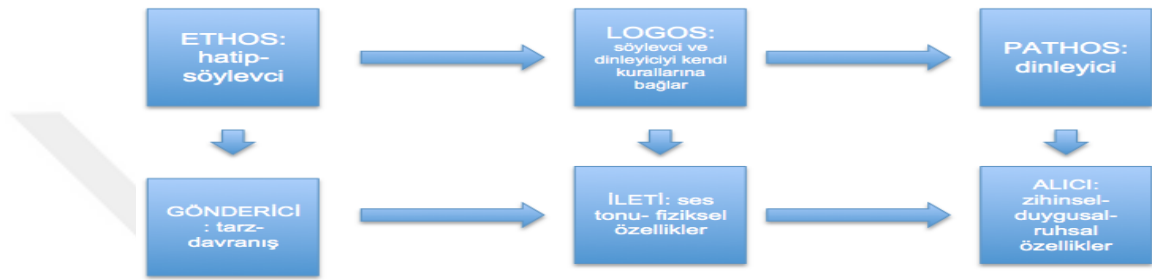 ETHOS:
hatip-
söylevci
LOGOS:
söylevci ve
dinleyiciyi kendi
kurallarına
bağlar
PATHOS:
dinleyici
GÖNDERİCİ
: tarz-
davranış
İLETİ: ses
tonu- fiziksel
özellikler
ALICI:
zihinsel-
duygusal-
ruhsal
özellikler